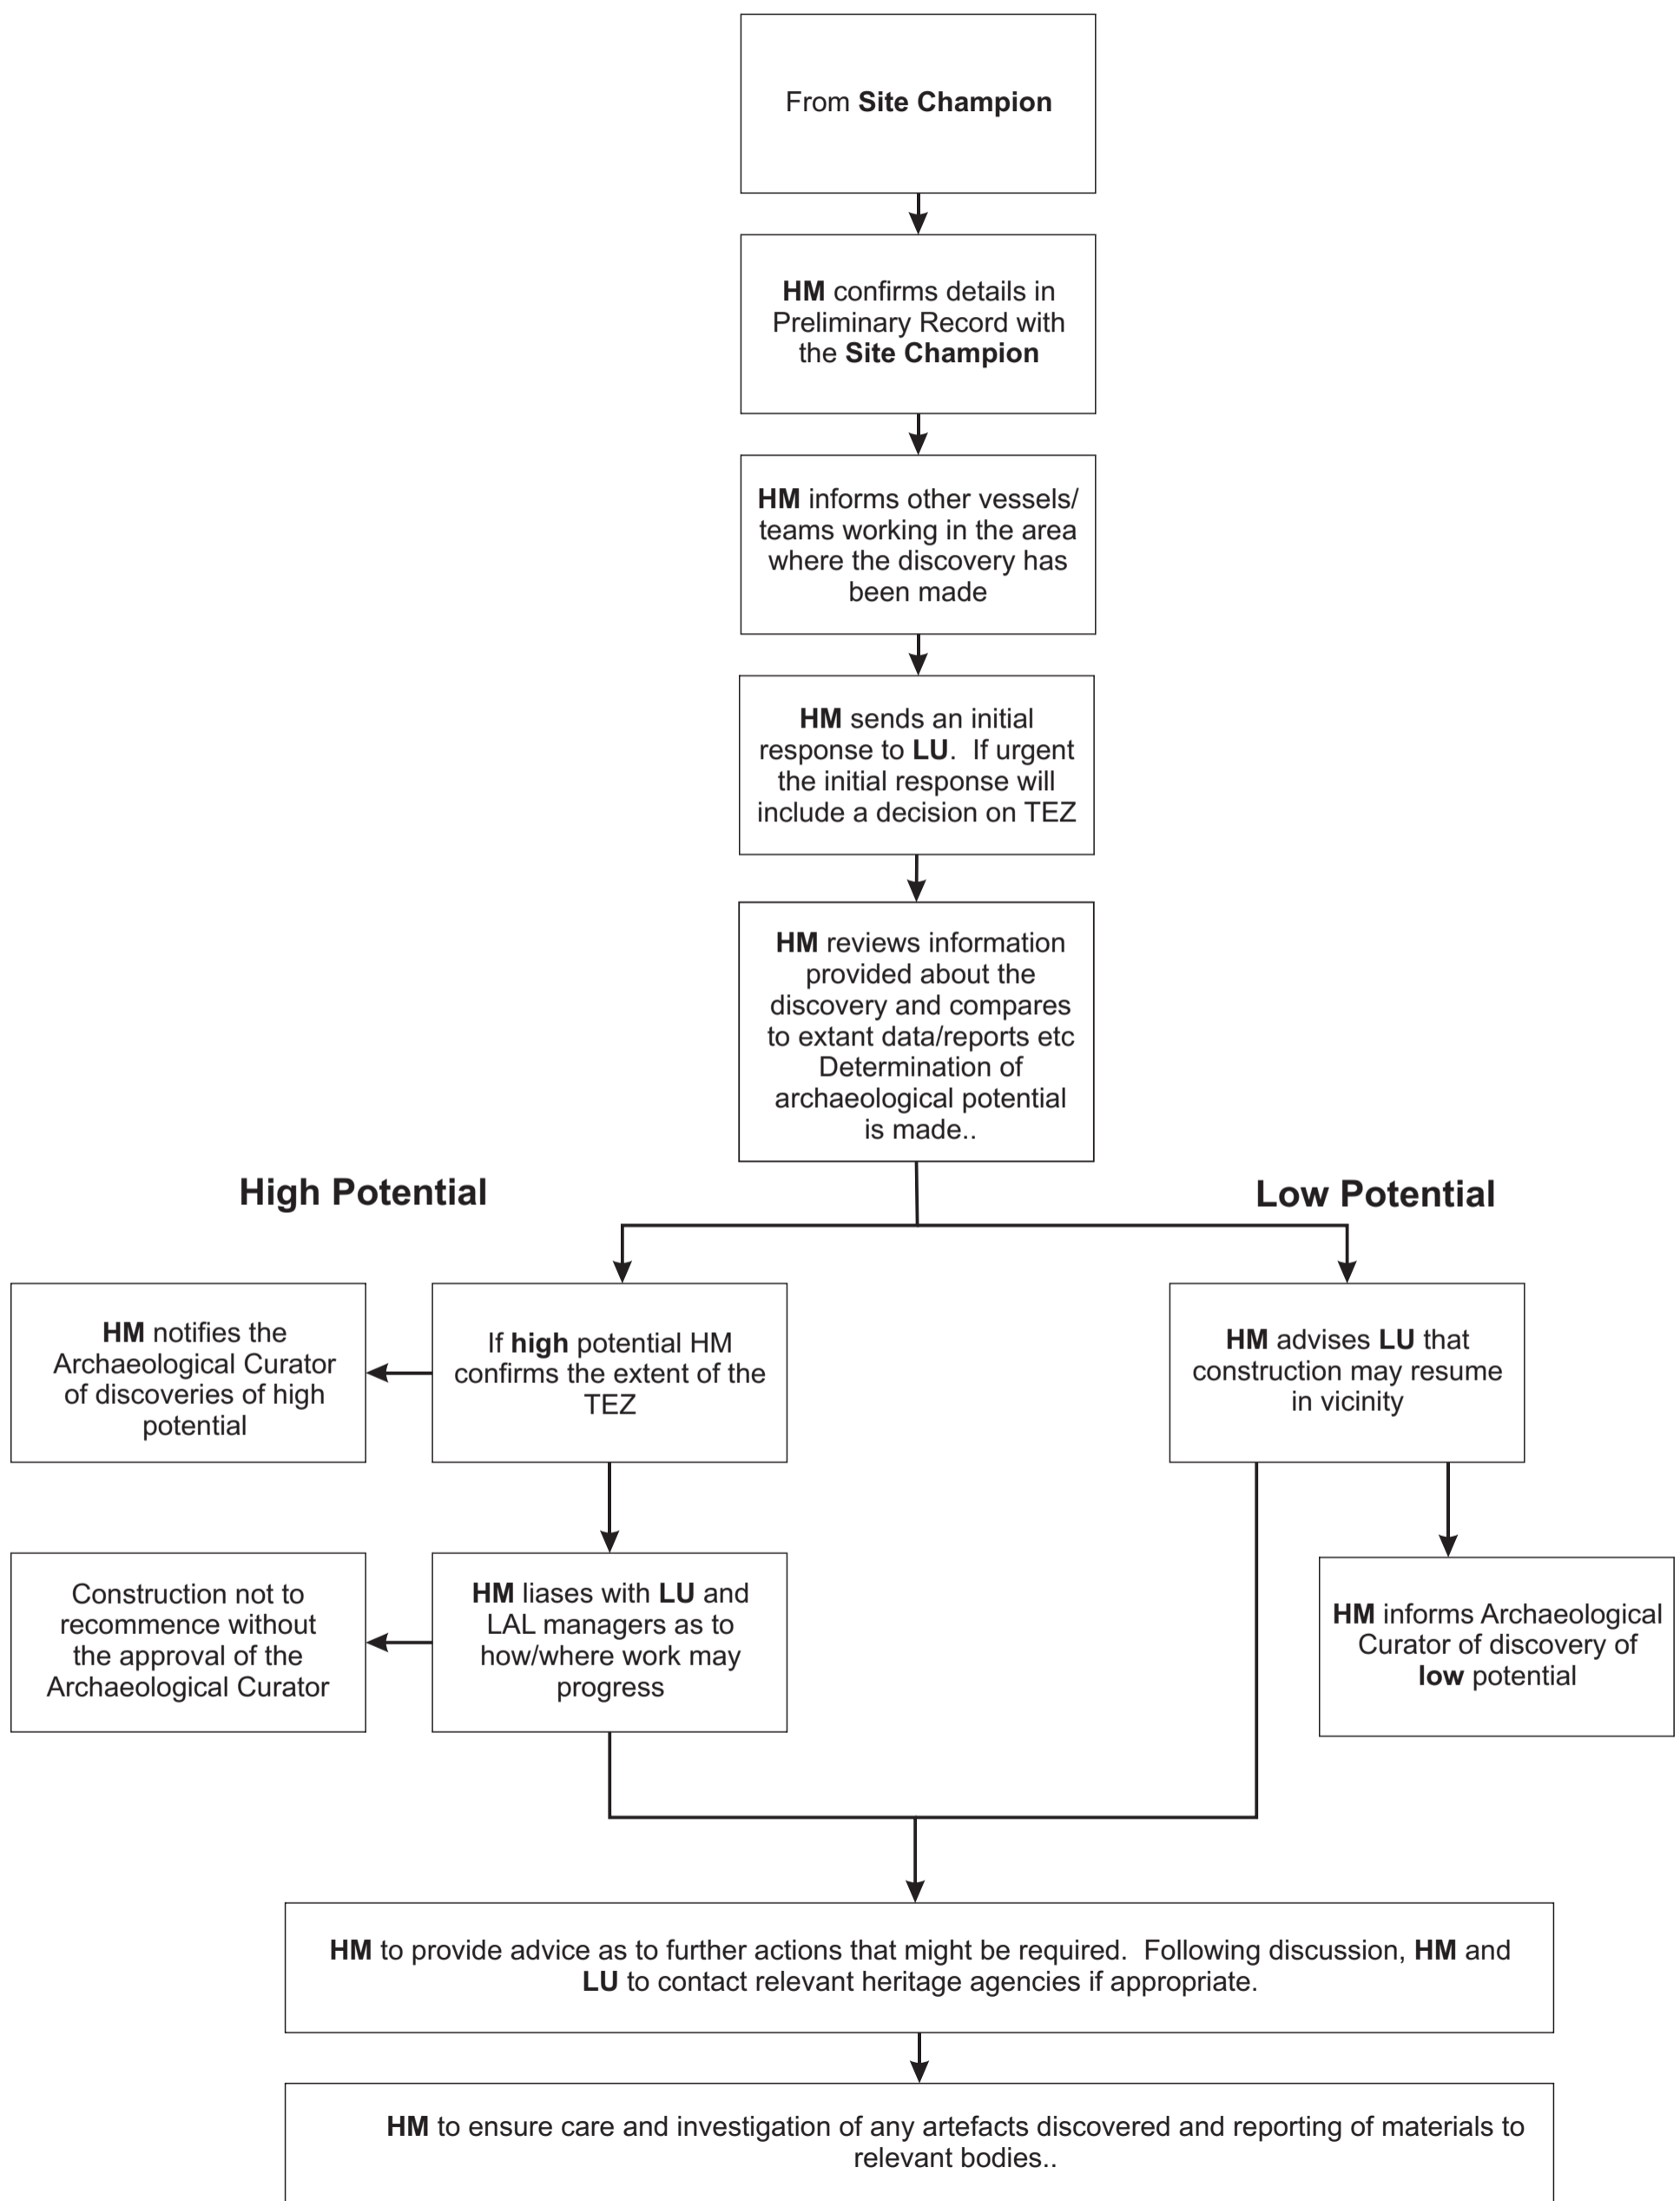 From Site Champion
HM confirms details in
Preliminary Record with
the Site Champion
HM informs other vessels/
teams working in the area
where the discovery has
been made
HM sends an initial
response to LU.  If urgent
the initial response will
include a decision on TEZ
HM reviews information
provided about the
discovery and compares
to extant data/reports etc
Determination of
archaeological potential
is made..
High Potential
Low Potential
HM notifies the
Archaeological Curator
of discoveries of high
potential
If high potential HM
confirms the extent of the
TEZ
HM advises LU that
construction may resume
in vicinity
Construction not to
recommence without
the approval of the
Archaeological Curator
HM liases with LU and
LAL managers as to
how/where work may
progress
HM informs Archaeological
Curator of discovery of
low potential
HM to provide advice as to further actions that might be required.  Following discussion, HM and
LU to contact relevant heritage agencies if appropriate.
HM to ensure care and investigation of any artefacts discovered and reporting of materials to
relevant bodies..